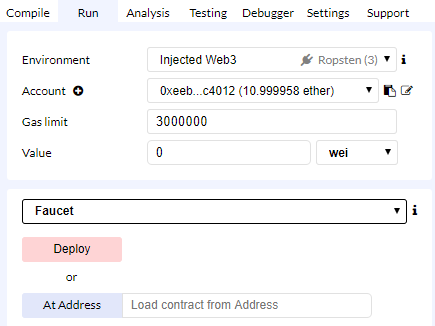 Compile Run Analysis Testing Debugger Settings Support
Environment Injected Web3 Ropsten (3) i
Account 0xeeb...c4012 (10.999958 ether)
Gas limit 3000000
Value 0 wei
Faucet i
Deploy
or
At Address Load contract from Address